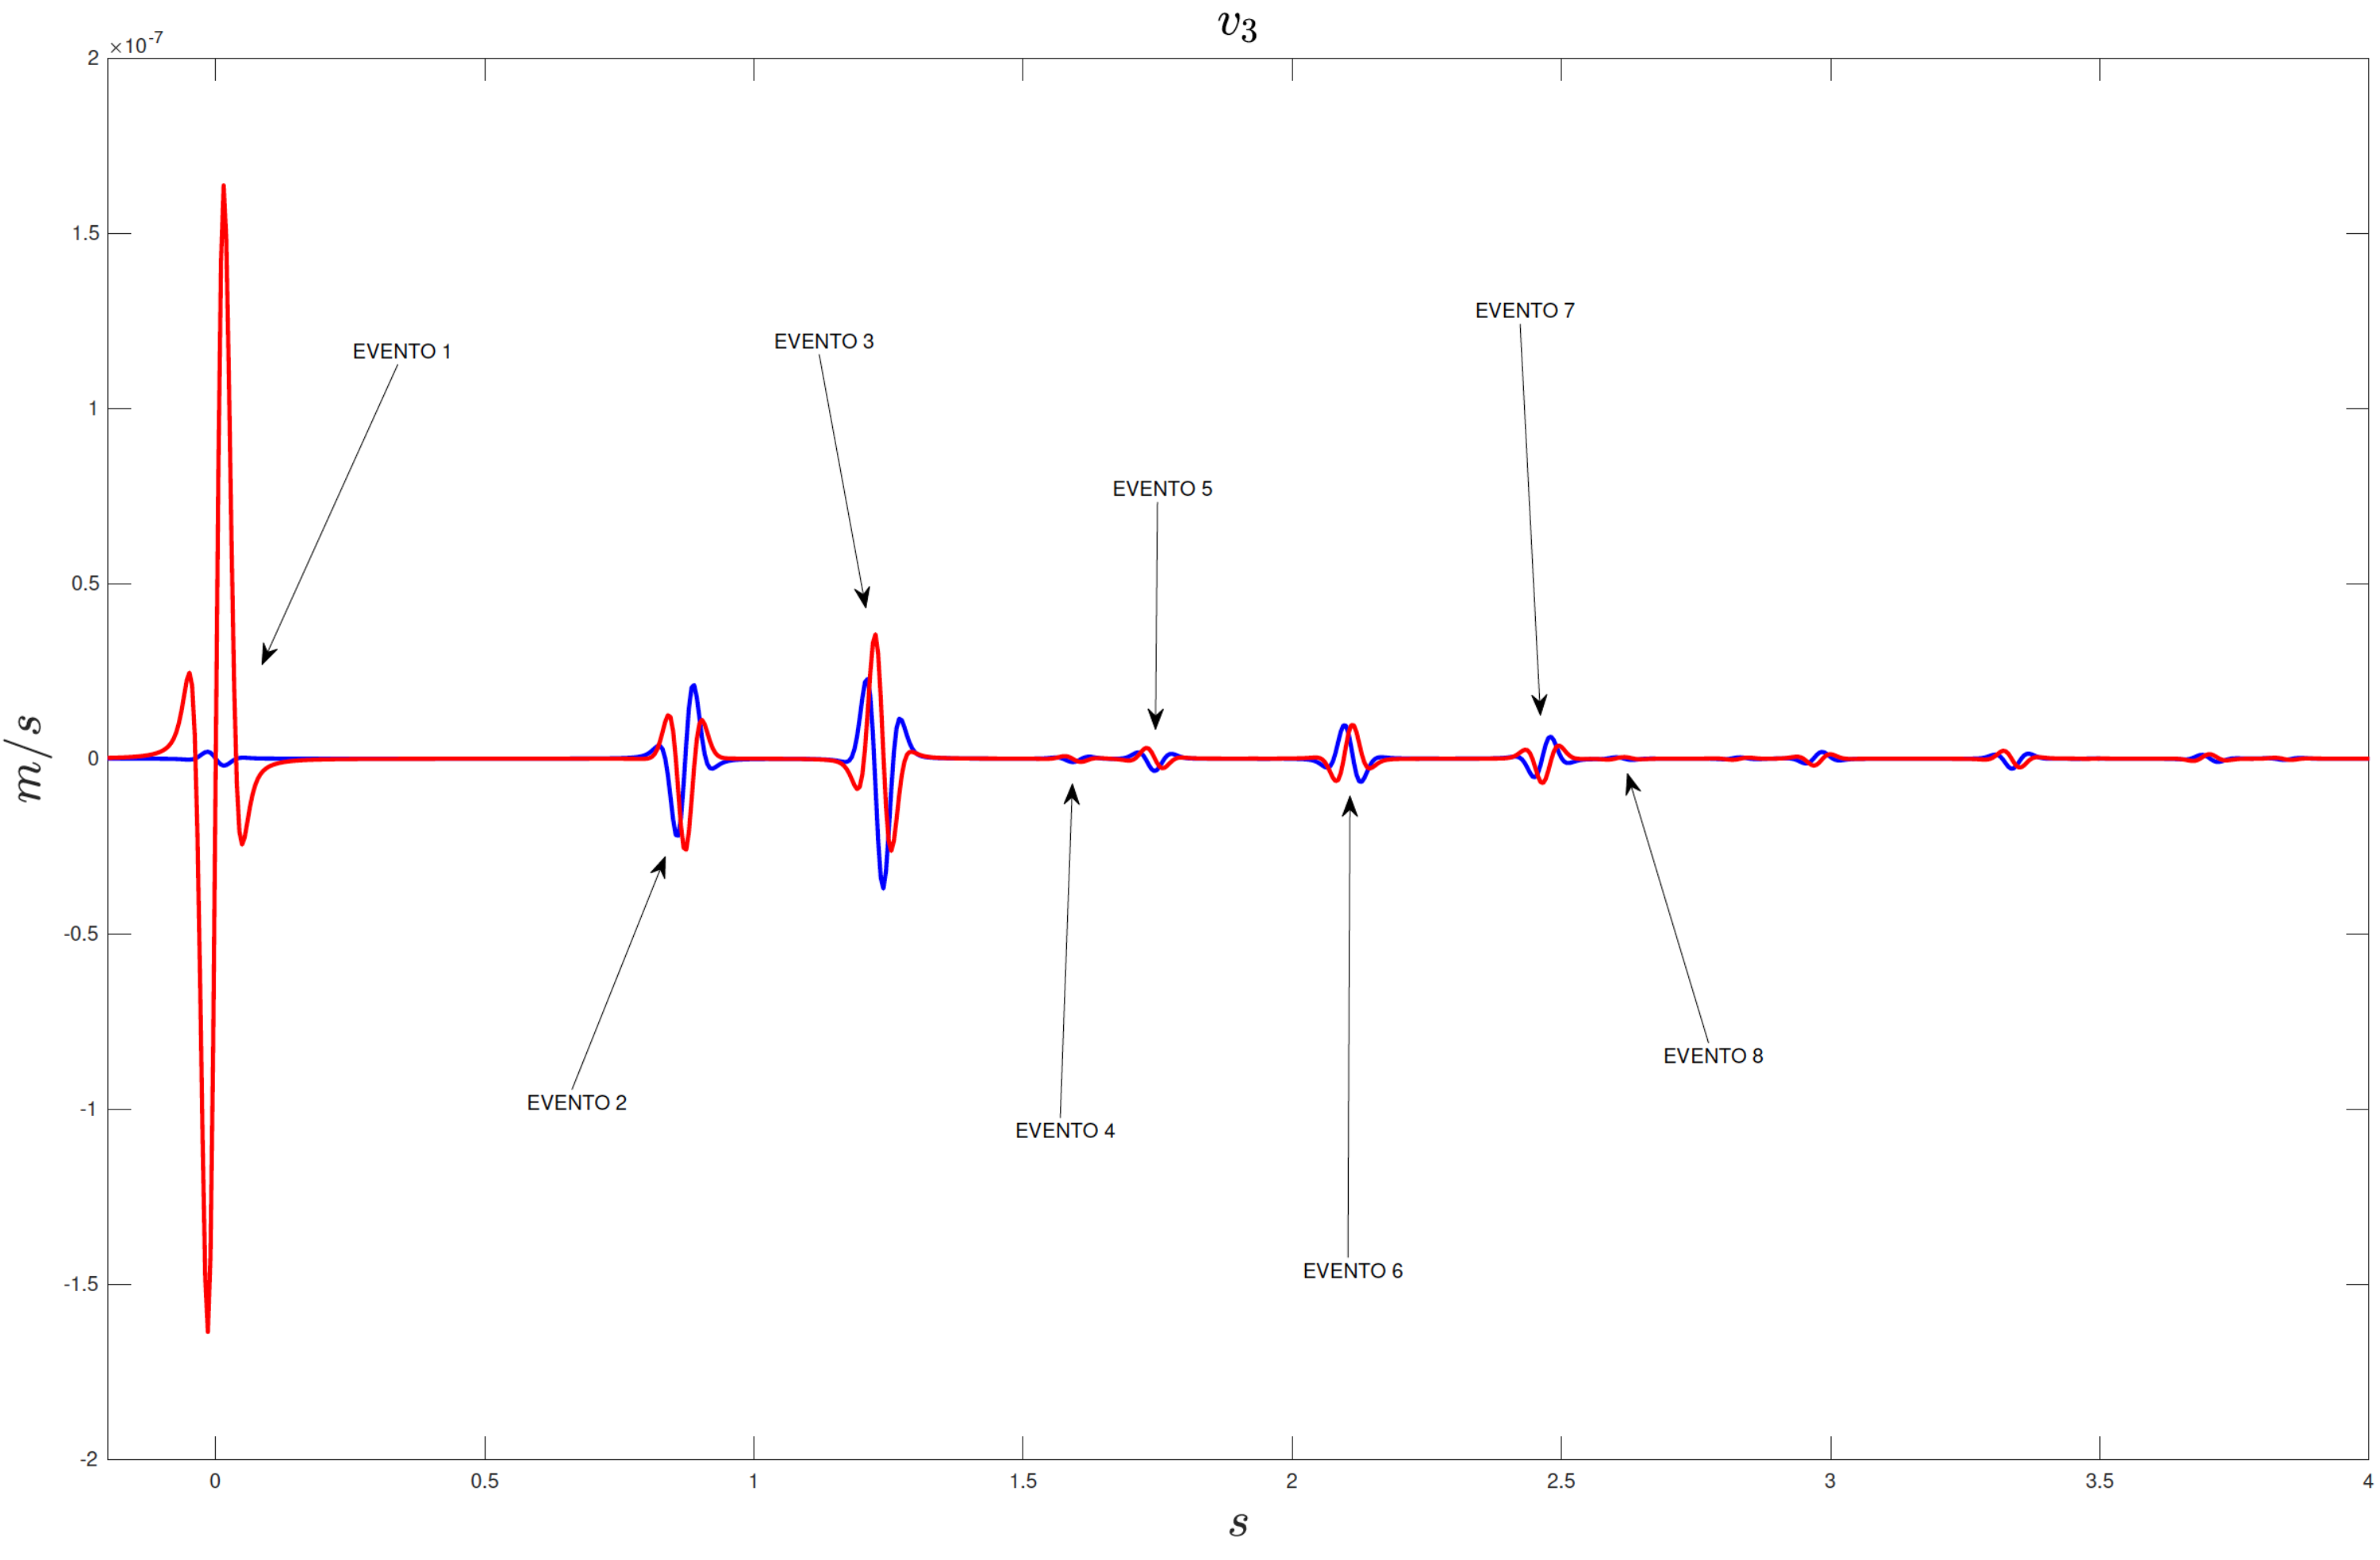 v₃
×10⁻⁷
2
1.5
1
0.5
0
-0.5
-1
-1.5
-2
m/s
EVENTO 1
EVENTO 3
EVENTO 7
EVENTO 5
EVENTO 2
EVENTO 4
EVENTO 8
EVENTO 6
0 0.5 1 1.5 2 2.5 3 3.5 4
s